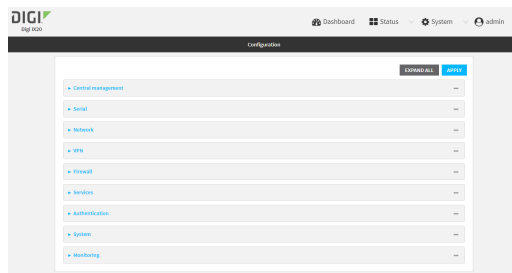 DIGI
Digi IX20
Dashboard Status System admin
Configuration
EXPAND ALL APPLY
Central management
Serial
Network
VPN
Firewall
Services
Authentication
System
Monitoring